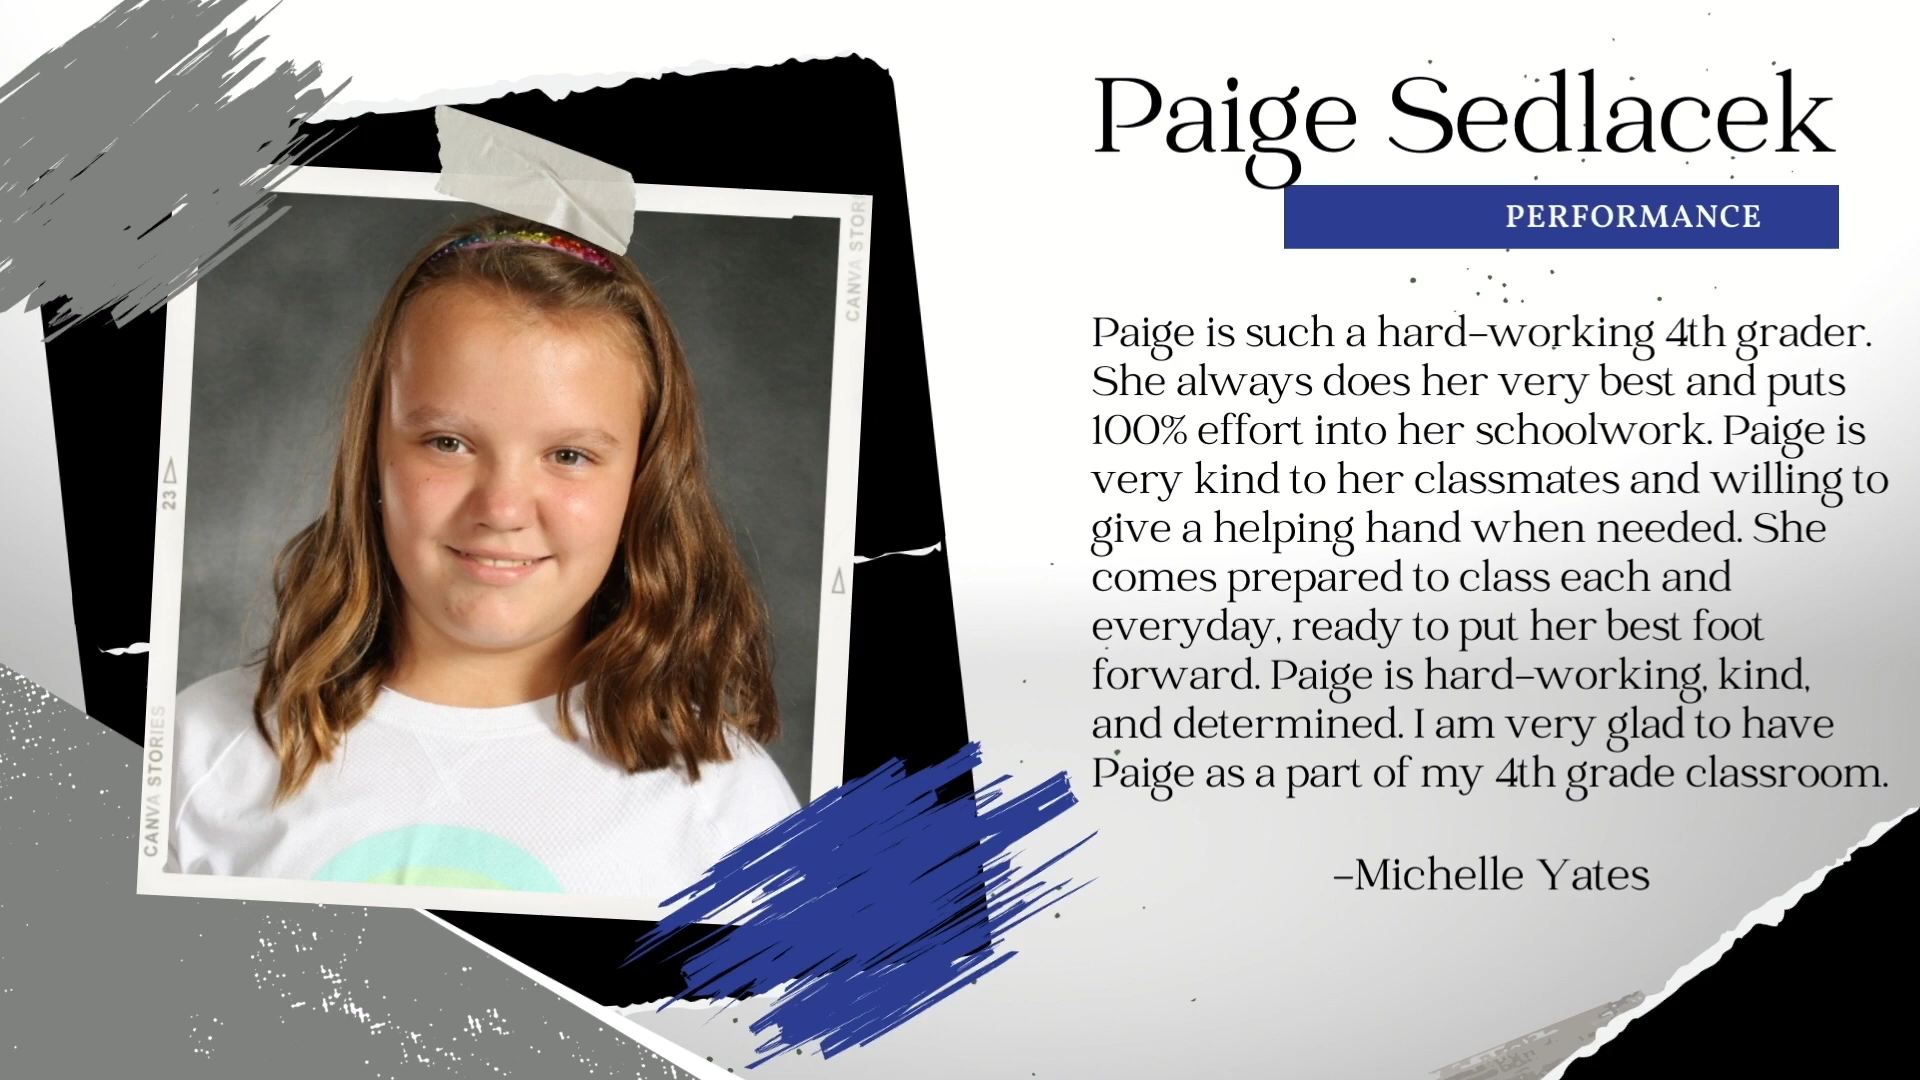 Paige Sedlacek
PERFORMANCE
Paige is such a hard-working 4th grader.
She always does her very best and puts
100% effort into her schoolwork. Paige is
very kind to her classmates and willing to
give a helping hand when needed. She
comes prepared to class each and
everyday, ready to put her best foot
forward. Paige is hard-working, kind,
and determined. I am very glad to have
Paige as a part of my 4th grade classroom.
-Michelle Yates
CANVA STORI
23
CANVA STORIES